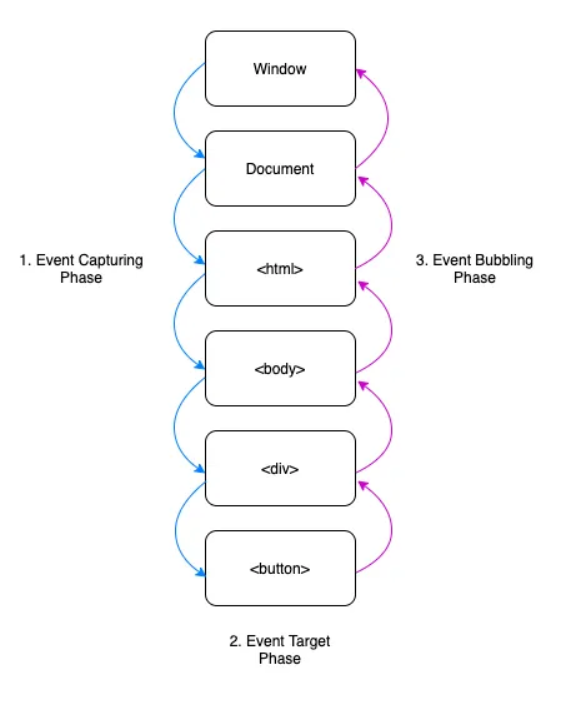 Window
Document
1. Event Capturing
Phase
<html>
3. Event Bubbling
Phase
<body>
<div>
<button>
2. Event Target
Phase